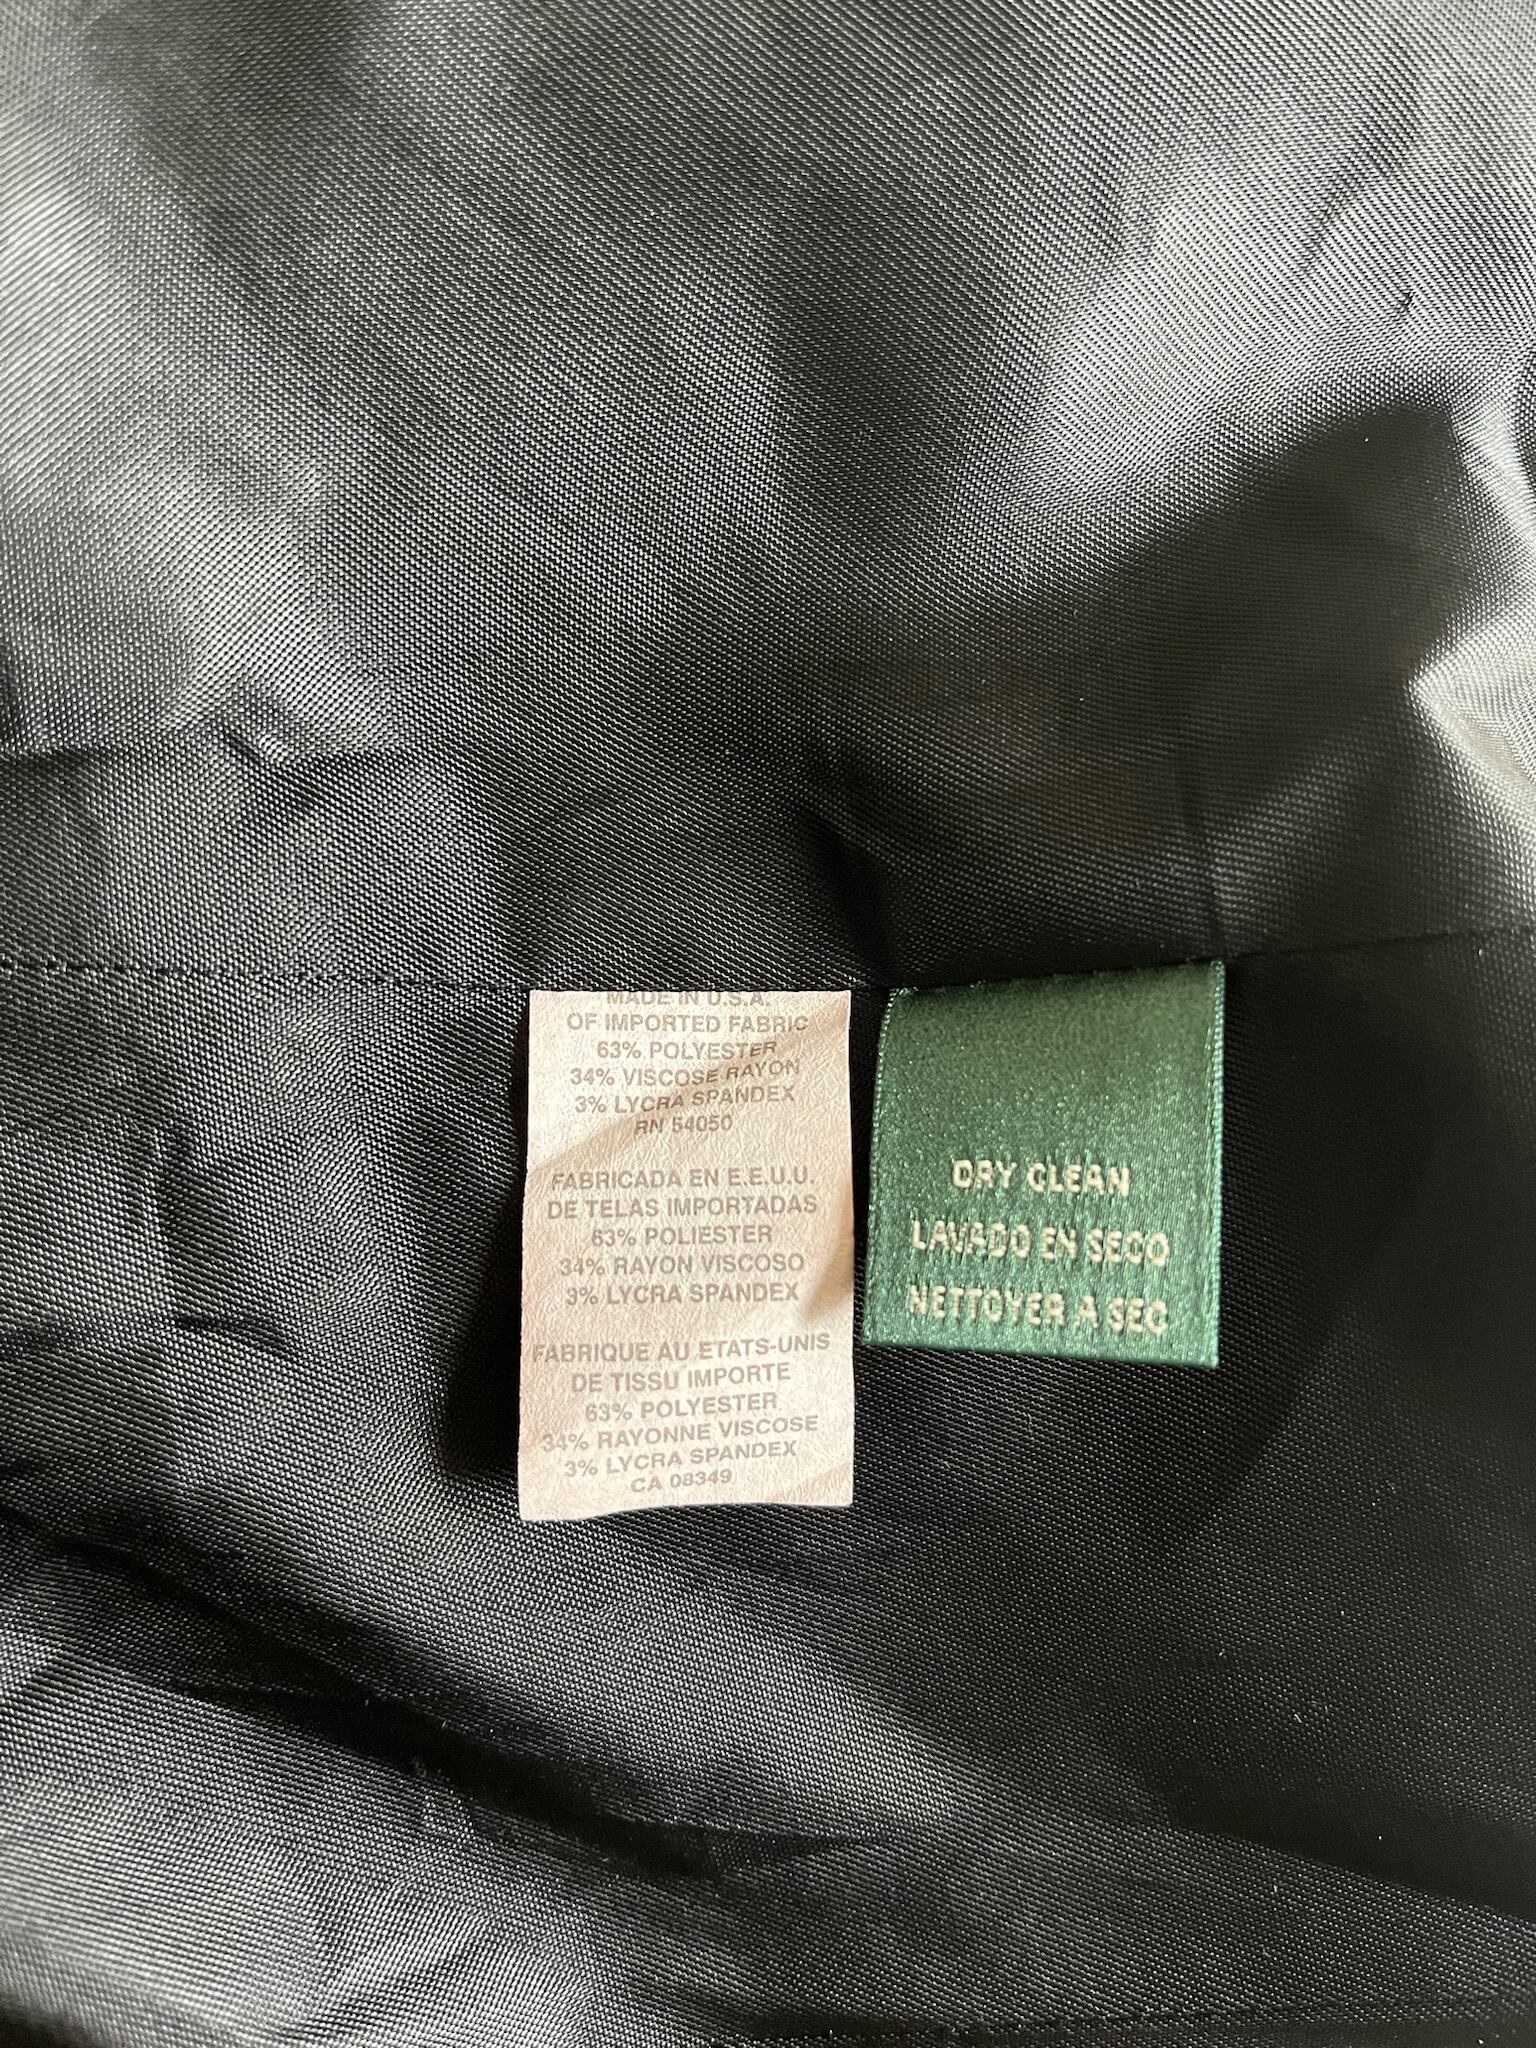 MADE IN U.S.A.
OF IMPORTED FABRIC
63% POLYESTER
34% VISCOSE RAYON
3% LYCRA SPANDEX
RN 54050
FABRICADA EN E.E.U.U.
DE TELAS IMPORTADAS
63% POLIESTER
34% RAYON VISCOSO
3% LYCRA SPANDEX
FABRIQUE AU ETATS-UNIS
DE TISSU IMPORTE
63% POLYESTER
34% RAYONNE VISCOSE
3% LYCRA SPANDEX
CA 08349
DRY CLEAN
LAVADO EN SECO
NETTOYER A SEC